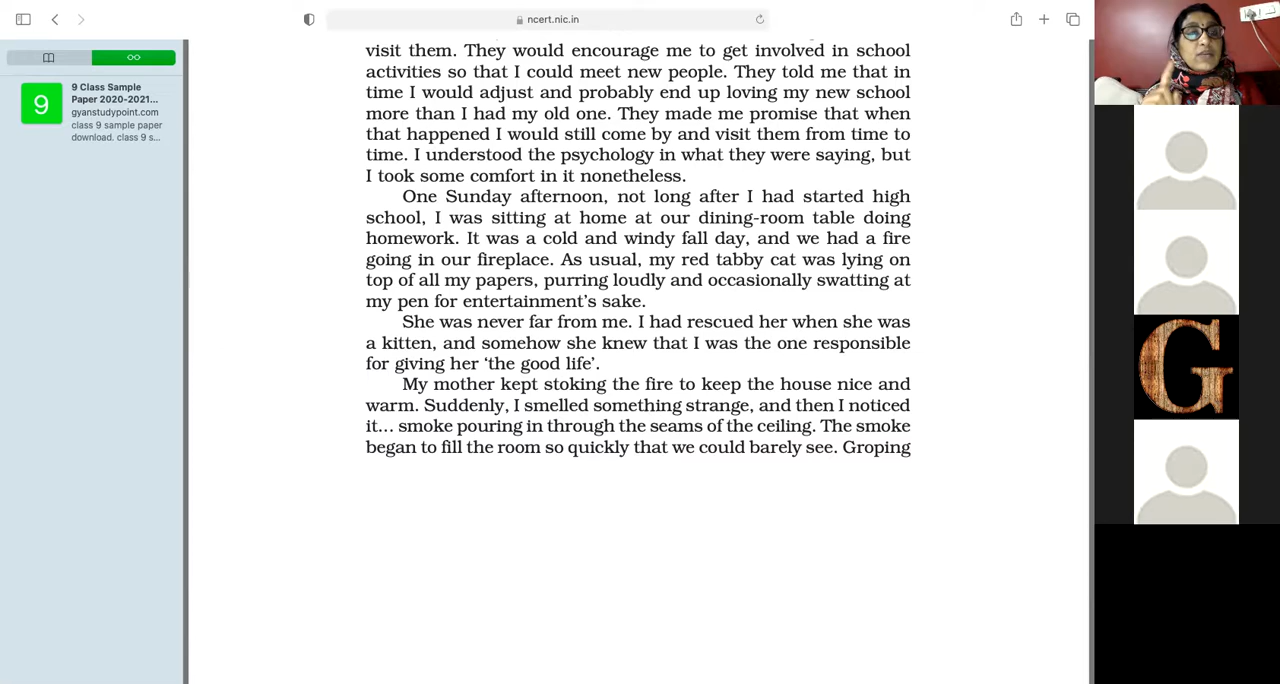 ncert.nic.in
9
9 Class Sample
Paper 2020-2021...
gyanstudypoint.com
class 9 sample paper
download. class 9 s...
visit them. They would encourage me to get involved in school
activities so that I could meet new people. They told me that in
time I would adjust and probably end up loving my new school
more than I had my old one. They made me promise that when
that happened I would still come by and visit them from time to
time. I understood the psychology in what they were saying, but
I took some comfort in it nonetheless.
One Sunday afternoon, not long after I had started high
school, I was sitting at home at our dining-room table doing
homework. It was a cold and windy fall day, and we had a fire
going in our fireplace. As usual, my red tabby cat was lying on
top of all my papers, purring loudly and occasionally swatting at
my pen for entertainment’s sake.
She was never far from me. I had rescued her when she was
a kitten, and somehow she knew that I was the one responsible
for giving her ‘the good life’.
My mother kept stoking the fire to keep the house nice and
warm. Suddenly, I smelled something strange, and then I noticed
it... smoke pouring in through the seams of the ceiling. The smoke
began to fill the room so quickly that we could barely see. Groping
G